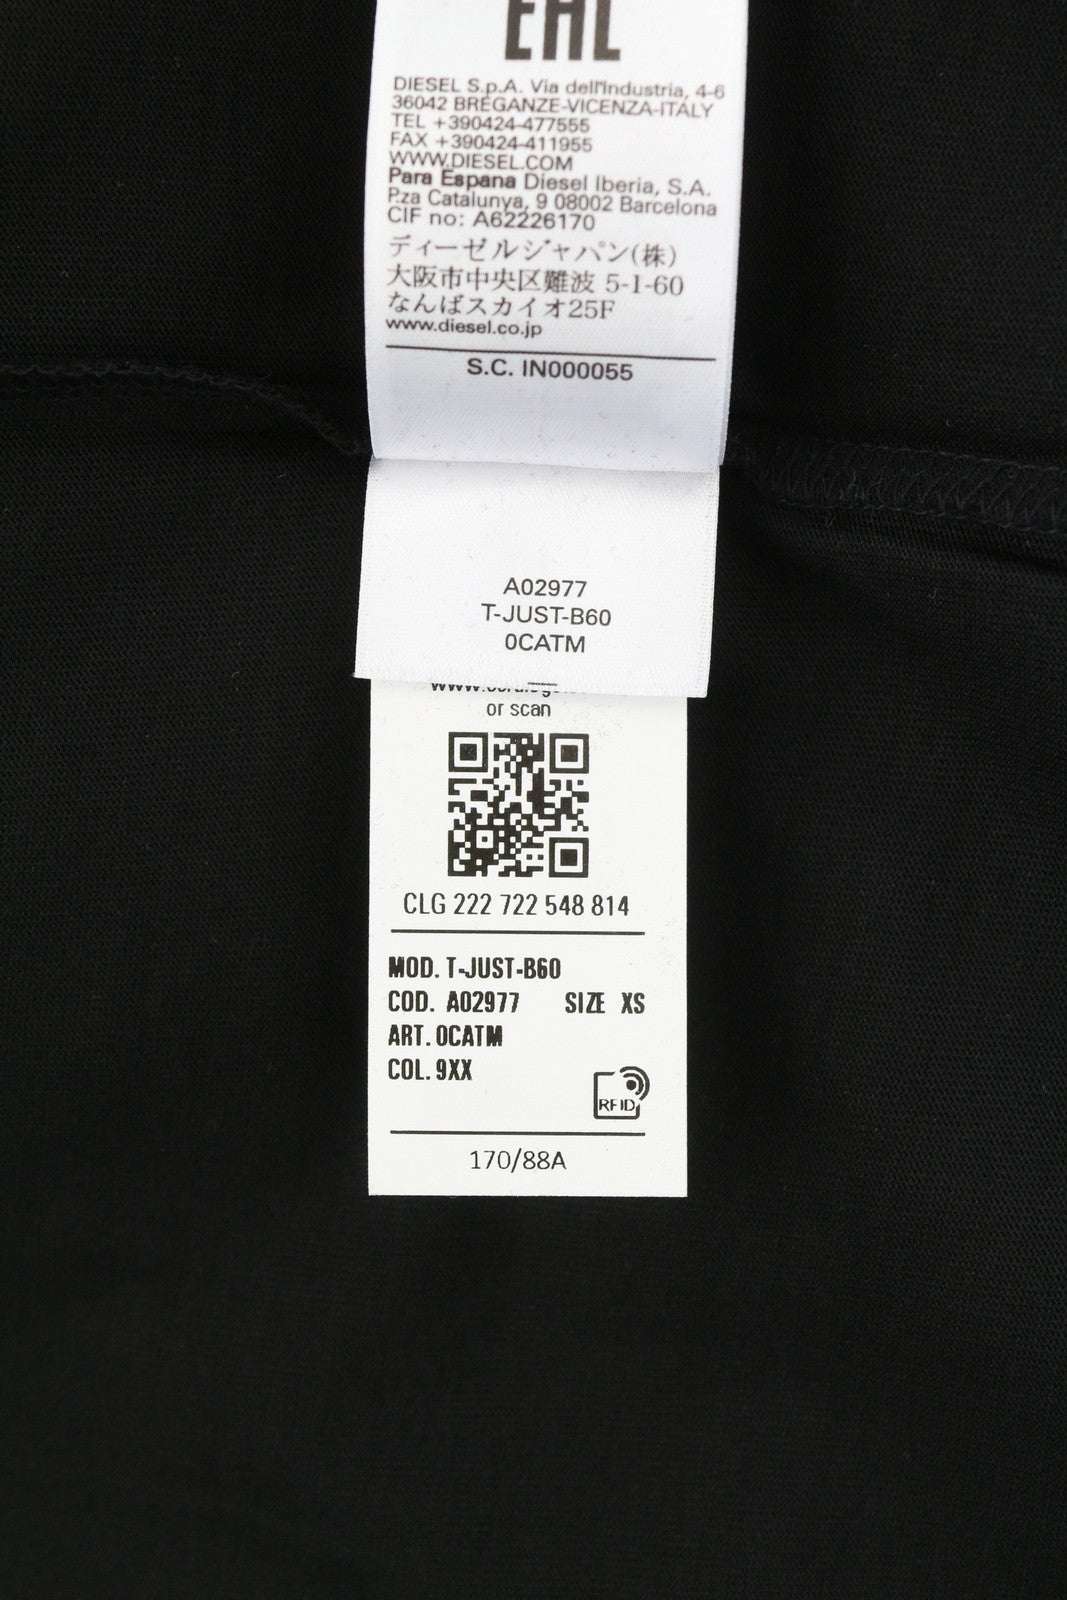 EAC
DIESEL S.p.A. Via dell'Industria, 4-6
36042 BREGANZE-VICENZA-ITALY
TEL +390424-477555
FAX +390424-411955
WWW.DIESEL.COM
Para Espana Diesel Iberia, S.A.
P.za Catalunya, 9 08002 Barcelona
CIF no: A62226170
ディーゼルジャパン(株)
大阪市中央区難波 5-1-60
なんばスカイオ25F
www.diesel.co.jp
S.C. IN000055
A02977
T-JUST-B60
0CATM
or scan
CLG 222 722 548 814
MOD. T-JUST-B60
COD. A02977 SIZE XS
ART. 0CATM
COL. 9XX
RFID
170/88A